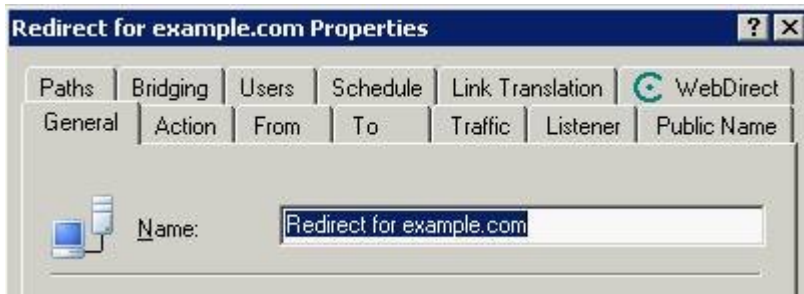 Redirect for example.com Properties
Paths Bridging Users Schedule Link Translation WebDirect
General Action From To Traffic Listener Public Name
Name: Redirect for example.com